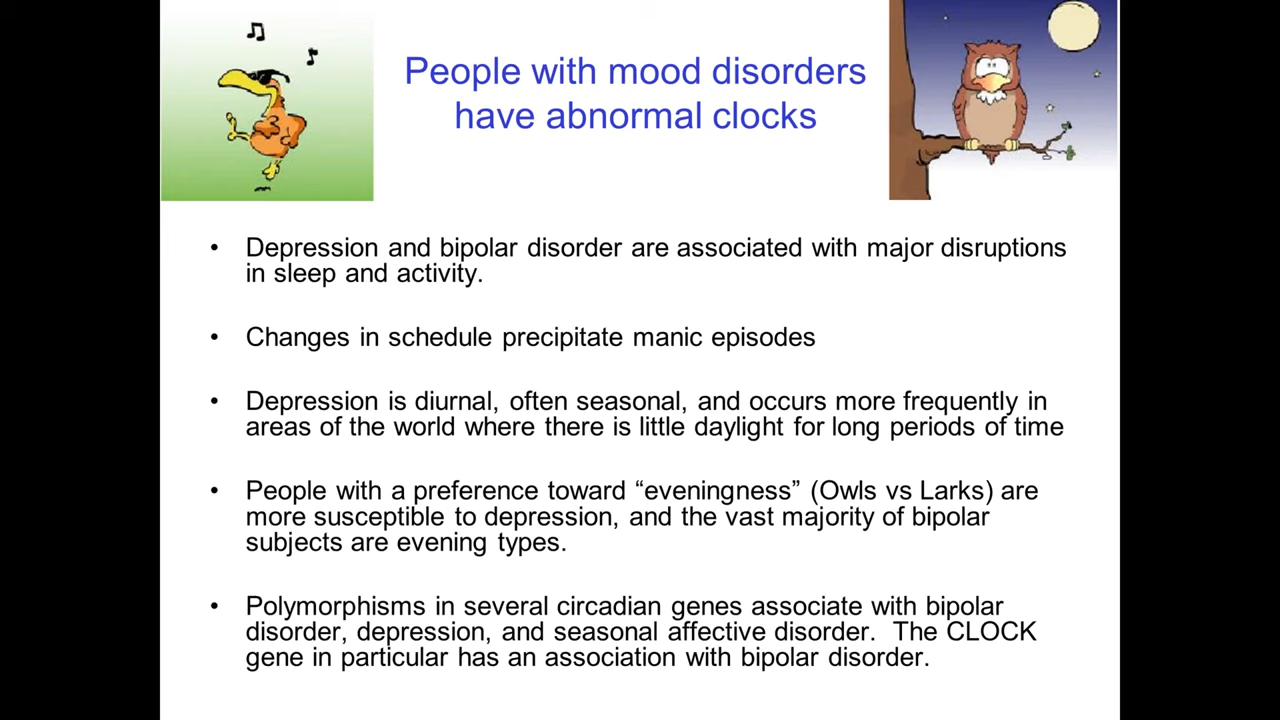 People with mood disorders
have abnormal clocks
• Depression and bipolar disorder are associated with major disruptions
in sleep and activity.
• Changes in schedule precipitate manic episodes
• Depression is diurnal, often seasonal, and occurs more frequently in
areas of the world where there is little daylight for long periods of time
• People with a preference toward “eveningness” (Owls vs Larks) are
more susceptible to depression, and the vast majority of bipolar
subjects are evening types.
• Polymorphisms in several circadian genes associate with bipolar
disorder, depression, and seasonal affective disorder.  The CLOCK
gene in particular has an association with bipolar disorder.